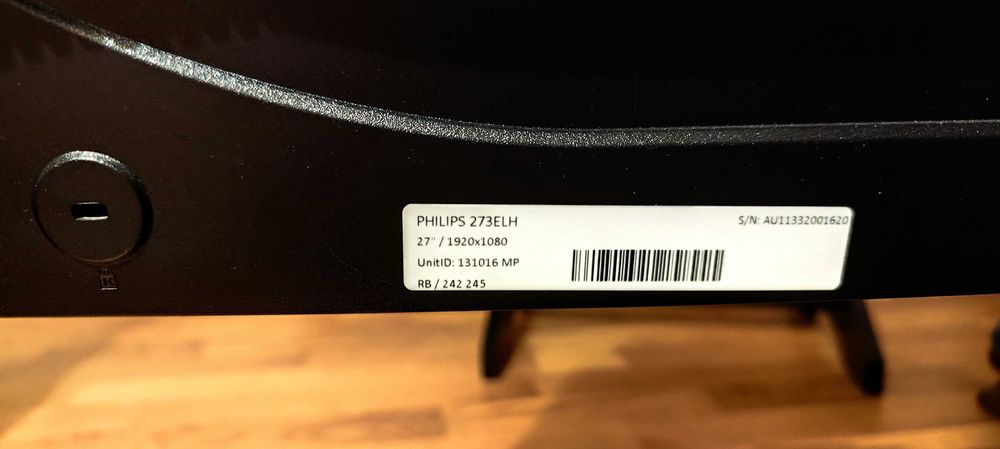 PHILIPS 273ELH
S/N: AU11332001620
27" / 1920x1080
UnitID: 131016 MP
RB / 242 245